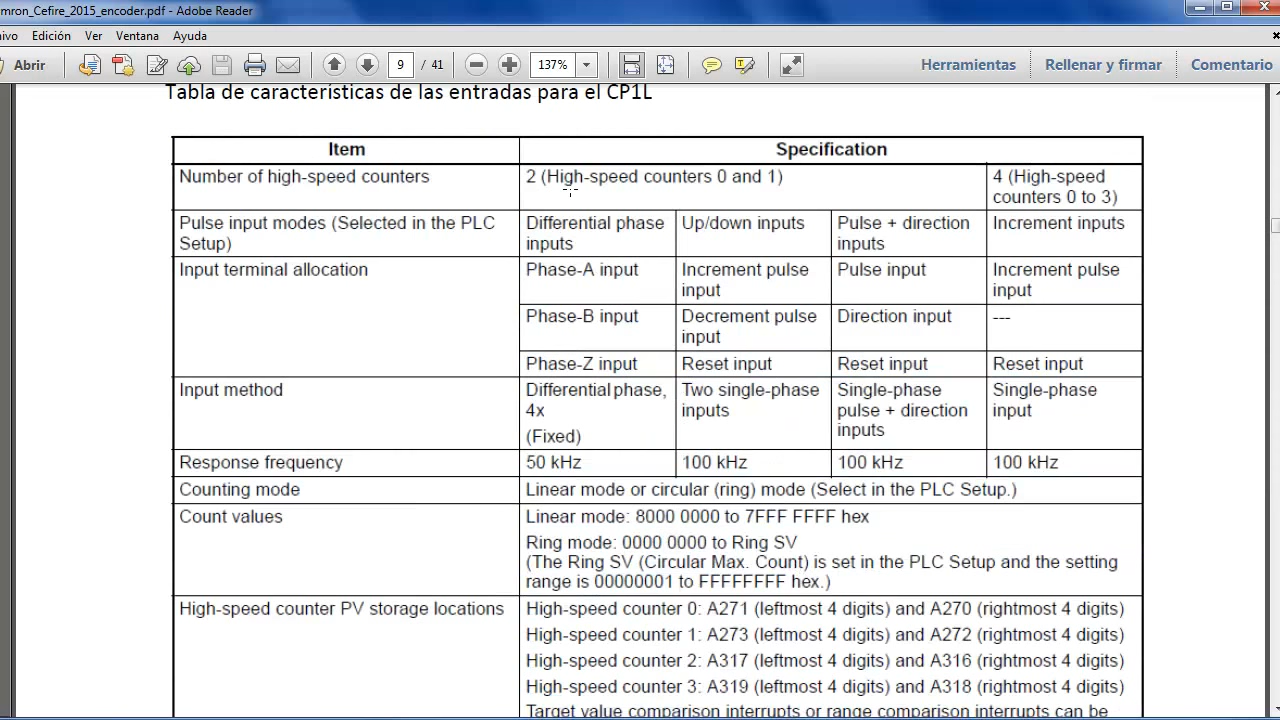 mron_Cefire_2015_encoder.pdf - Adobe Reader
ivo Edición Ver Ventana Ayuda
Abrir 9 / 41 137% Herramientas Rellenar y firmar Comentario
Tabla de características de las entradas para el CP1L
Item Specification
Number of high-speed counters 2 (High-speed counters 0 and 1) 4 (High-speed
counters 0 to 3)
Pulse input modes (Selected in the PLC Differential phase Up/down inputs Pulse + direction Increment inputs
Setup) inputs inputs
Input terminal allocation Phase-A input Increment pulse Pulse input Increment pulse
input input
Phase-B input Decrement pulse Direction input ---
input
Phase-Z input Reset input Reset input Reset input
Input method Differential phase, Two single-phase Single-phase Single-phase
4x inputs pulse + direction input
(Fixed) inputs
Response frequency 50 kHz 100 kHz 100 kHz 100 kHz
Counting mode Linear mode or circular (ring) mode (Select in the PLC Setup.)
Count values Linear mode: 8000 0000 to 7FFF FFFF hex
Ring mode: 0000 0000 to Ring SV
(The Ring SV (Circular Max. Count) is set in the PLC Setup and the setting
range is 00000001 to FFFFFFFF hex.)
High-speed counter PV storage locations High-speed counter 0: A271 (leftmost 4 digits) and A270 (rightmost 4 digits)
High-speed counter 1: A273 (leftmost 4 digits) and A272 (rightmost 4 digits)
High-speed counter 2: A317 (leftmost 4 digits) and A316 (rightmost 4 digits)
High-speed counter 3: A319 (leftmost 4 digits) and A318 (rightmost 4 digits)
Target value comparison interrupts or range comparison interrupts can be